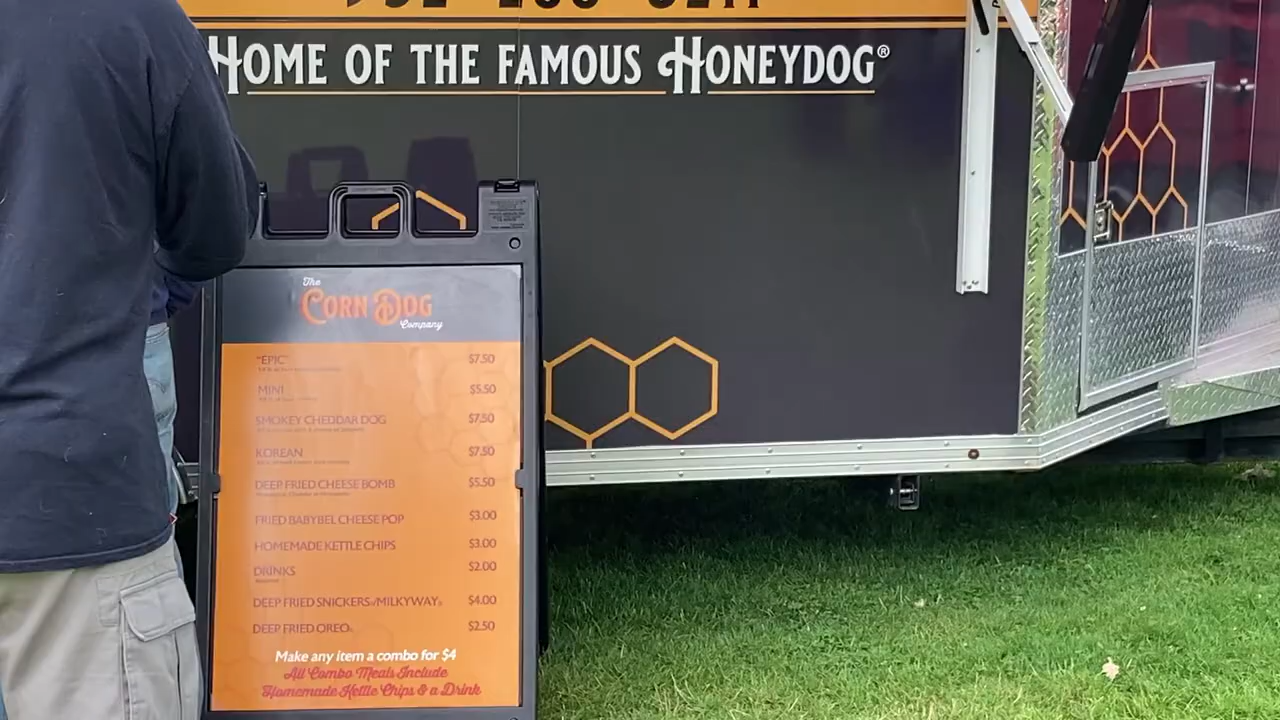 HOME OF THE FAMOUS HONEYDOG®
The
CORN DOG
Company
"EPIC" $7.50
MINI $5.50
SMOKEY CHEDDAR DOG $7.50
KOREAN $7.50
DEEP FRIED CHEESE BOMB $5.50
FRIED BABYBEL CHEESE POP $3.00
HOMEMADE KETTLE CHIPS $3.00
DRINKS $2.00
DEEP FRIED SNICKERS®/MILKYWAY® $4.00
DEEP FRIED OREO® $2.50
Make any item a combo for $4
All Combo Meals Include
Homemade Kettle Chips & a Drink